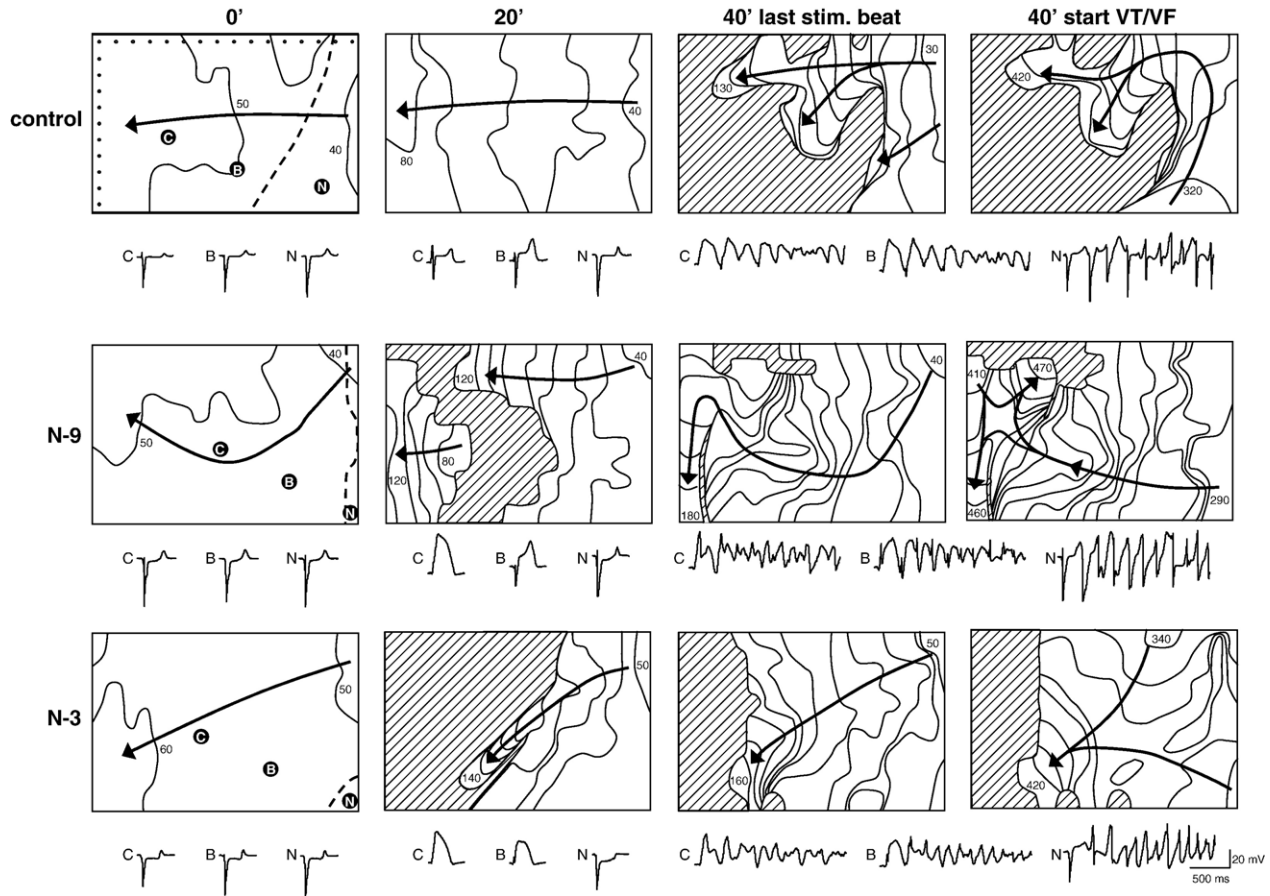 0' 20' 40' last stim. beat 40' start VT/VF
control
50 C B N 40
40 80
30 130
420 320
C B N C B N C B N
N-9
40 50 C B N
120 80 120
40 180
410 470 460 290
C B N C B N C B N
N-3
50 60 C B N
50 140
50 160
340 420
C B N C B N C B N
20 mV
500 ms